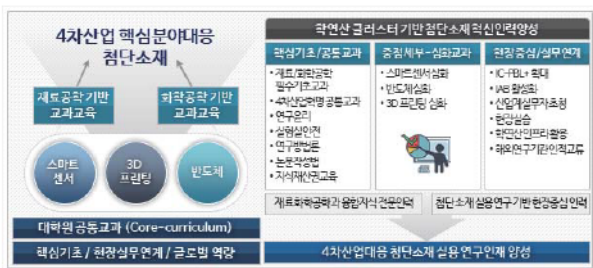 4차산업 핵심분야대응
첨단소재
재료공학 기반
교과교육
화학공학 기반
교과교육
스마트
센서
3D
프린팅
반도체
대학원 공통교과 (Core-curriculum)
핵심기초 / 현장실무연계 / 글로벌 역량
학연산 클러스터 기반 첨단소재 혁신인력양성
핵심기초/공통교과
• 재료/화학공학
필수기초교과
• 4차산업혁명 공통교과
• 연구윤리
• 실험실안전
• 연구방법론
• 논문작성법
• 지식재산권교육
중점세부-심화교과
• 스마트센서심화
• 반도체심화
• 3D 프린팅 심화
현장중심/실무연계
• IC-PBL+ 확대
• IAB 활성화
• 산업계실무자초청
• 현장실습
• 학연산인프라활용
• 해외연구기관인적교류
재료화학공학과 융합지식 전문인력
첨단소재 실용연구기반 현장중심 인력
4차산업대응 첨단소재 실용 연구인재 양성